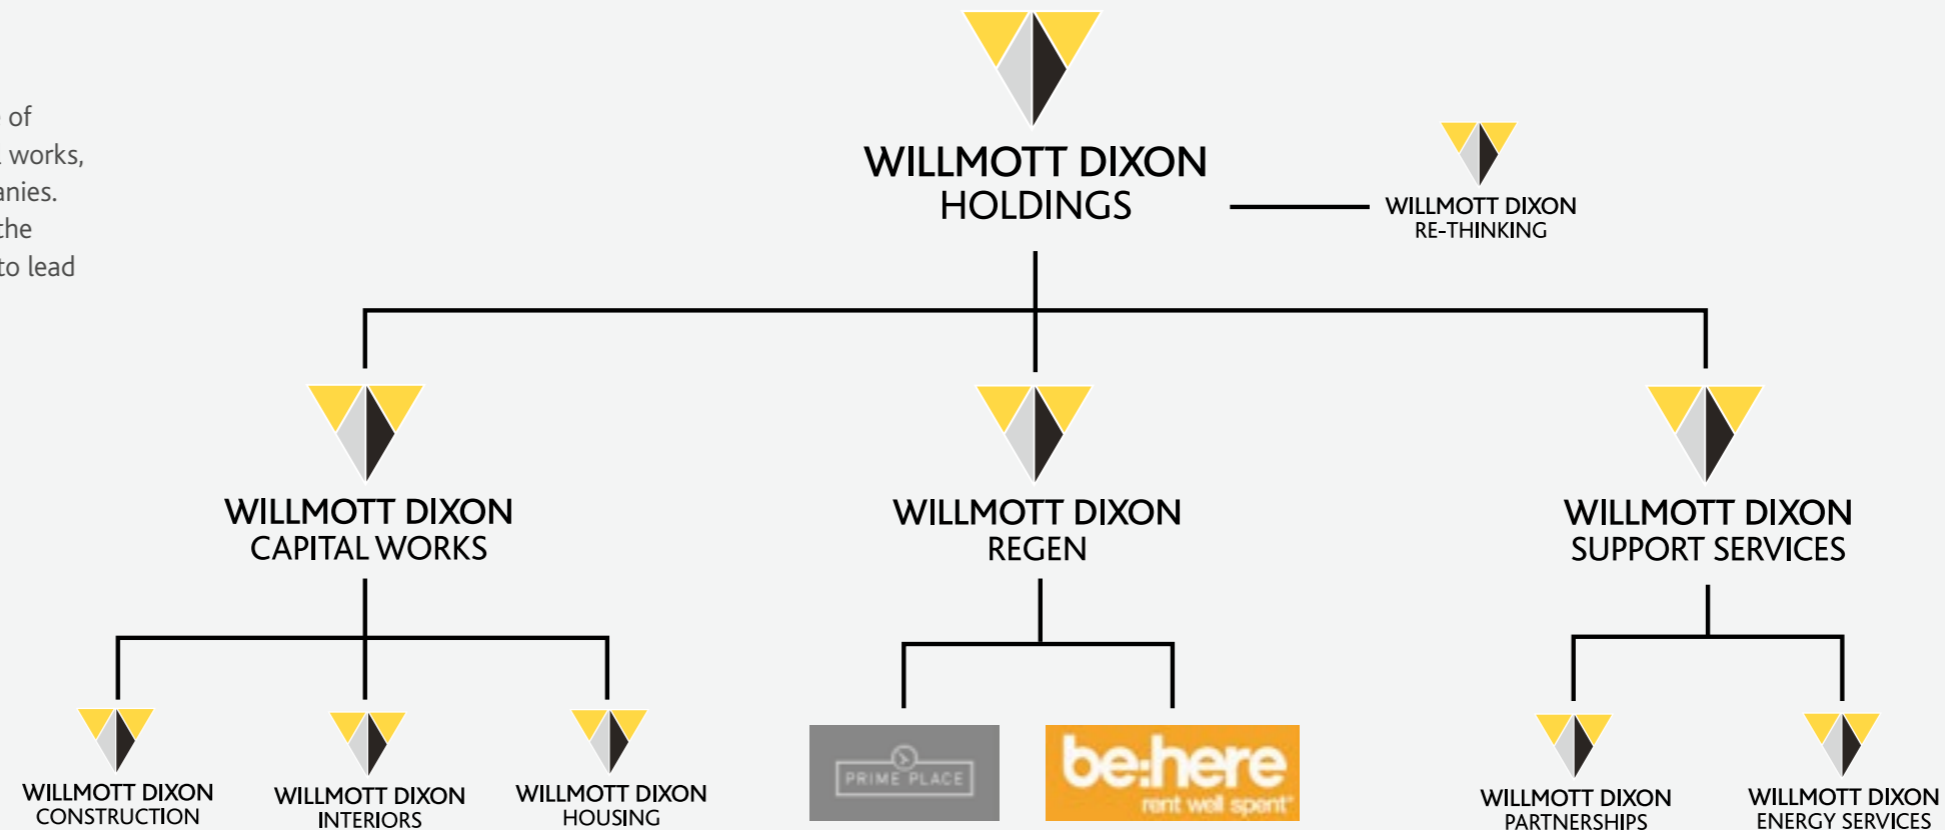 of
works,
anies.
the
to lead
WILLMOTT DIXON
HOLDINGS
WILLMOTT DIXON
RE-THINKING
WILLMOTT DIXON
CAPITAL WORKS
WILLMOTT DIXON
REGEN
WILLMOTT DIXON
SUPPORT SERVICES
WILLMOTT DIXON
CONSTRUCTION
WILLMOTT DIXON
INTERIORS
WILLMOTT DIXON
HOUSING
PRIME PLACE
be:here
rent well spent
WILLMOTT DIXON
PARTNERSHIPS
WILLMOTT DIXON
ENERGY SERVICES